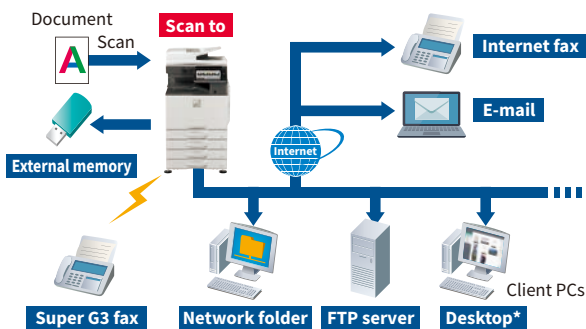 Document
Scan
A
Scan to
Internet fax
E-mail
Internet
External memory
Client PCs
Super G3 fax
Network folder
FTP server
Desktop*